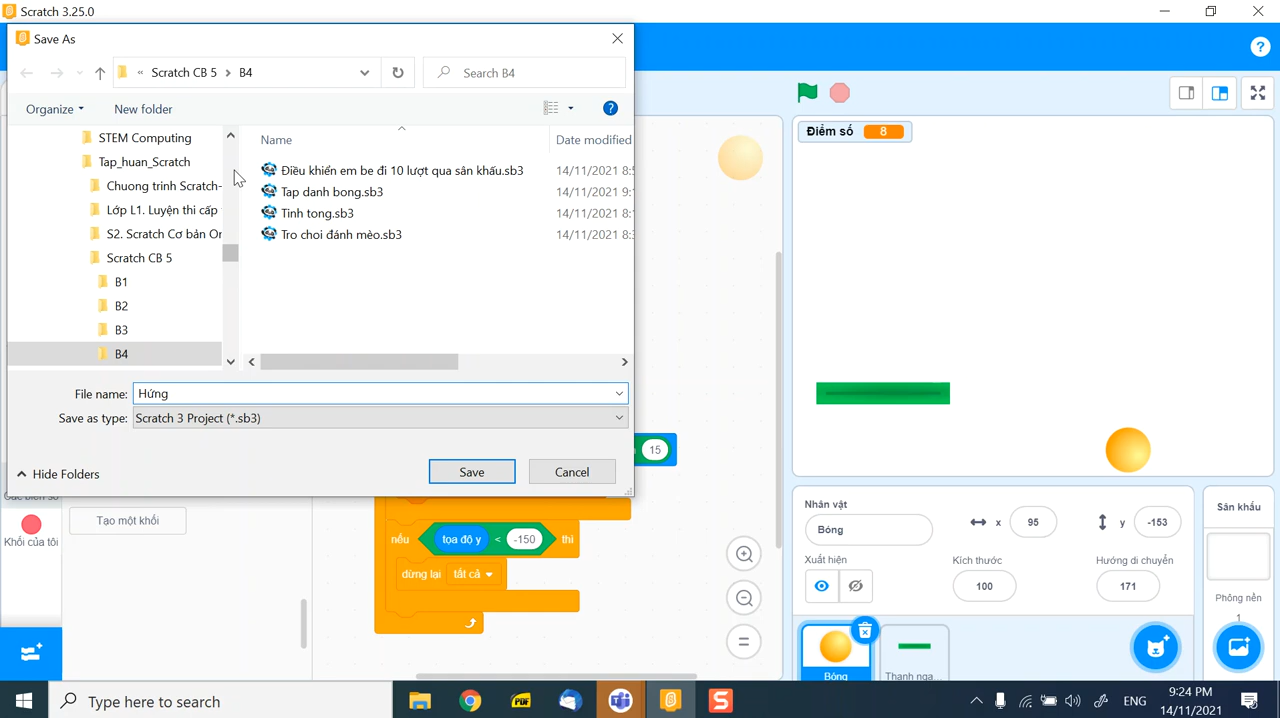 Scratch 3.25.0
Save As
« Scratch CB 5 › B4
Search B4
Organize
New folder
Name
Date modified
STEM Computing
Tap_huan_Scratch
Chuong trinh Scratch-
Lớp L1. Luyện thi cấp
S2. Scratch Cơ bản Or
Scratch CB 5
B1
B2
B3
B4
Điều khiển em be đi 10 lượt qua sân khấu.sb3 14/11/2021 8:5
Tap danh bong.sb3 14/11/2021 9:1
Tinh tong.sb3 14/11/2021 8:1
Tro choi đánh mèo.sb3 14/11/2021 8:3
File name: Hứng
Save as type: Scratch 3 Project (*.sb3)
Hide Folders
Save
Cancel
15
Các biến số
Khối của tôi
Tạo một khối
nếu tọa độ y < -150 thì
dừng lại tất cả
Điểm số 8
Nhân vật
Bóng
x 95
y -153
Xuất hiện
Kích thước
100
Hướng di chuyển
171
Bóng
Thanh nga...
Sân khấu
Phông nền
1
Type here to search
PDF
ENG
9:24 PM
14/11/2021